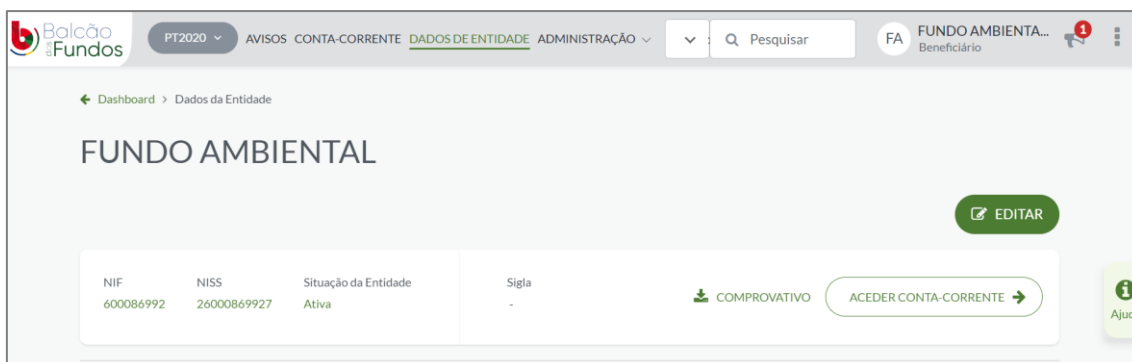 Balcão
dos Fundos
PT2020 AVISOS CONTA-CORRENTE DADOS DE ENTIDADE ADMINISTRAÇÃO Pesquisar FA FUNDO AMBIENTA... 1
Beneficiário
Dashboard > Dados da Entidade
FUNDO AMBIENTAL
EDITAR
NIF NISS Situação da Entidade Sigla
600086992 26000869927 Ativa -
COMPROVATIVO ACEDER CONTA-CORRENTE